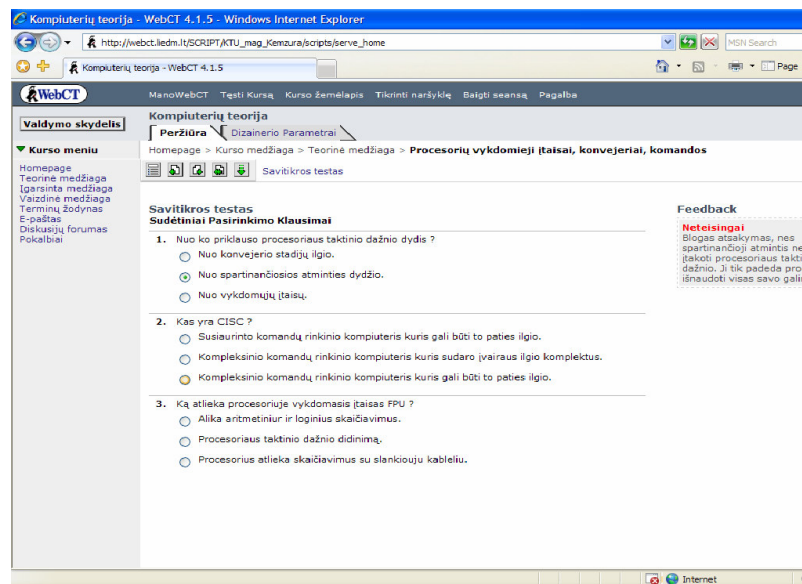 Kompiuterių teorija - WebCT 4.1.5 - Windows Internet Explorer
http://webct.liedm.lt/SCRIPT/KTU_mag_Kemzura/scripts/serve_home
MSN Search
Kompiuterių teorija - WebCT 4.1.5
Page
WebCT
ManoWebCT Tęsti Kursą Kurso žemėlapis Tikrinti naršyklę Baigti seansą Pagalba
Valdymo skydelis
Kompiuterių teorija
Peržiūra Dizainerio Parametrai
Kurso meniu
Homepage > Kurso medžiaga > Teorinė medžiaga > Procesorių vykdomieji įtaisai, konvejeriai, komandos
Homepage
Teorinė medžiaga
Įgarsinta medžiaga
Vaizdinė medžiaga
Terminų žodynas
E-paštas
Diskusijų forumas
Pokalbiai
Savitikros testas
Savitikros testas
Sudėtiniai Pasirinkimo Klausimai
1. Nuo ko priklauso procesoriaus taktinio dažnio dydis ?
Nuo konvejerio stadijų ilgio.
Nuo spartinančiosios atminties dydžio.
Nuo vykdomųjų įtaisų.
2. Kas yra CISC ?
Susiaurinto komandų rinkinio kompiuteris kuris gali būti to paties ilgio.
Kompleksinio komandų rinkinio kompiuteris kuris sudaro įvairaus ilgio komplektus.
Kompleksinio komandų rinkinio kompiuteris kuris gali būti to paties ilgio.
3. Ką atlieka procesoriuje vykdomasis įtaisas FPU ?
Alika aritmetiniur ir loginius skaičiavimus.
Procesoriaus taktinio dažnio didinimą.
Procesorius atlieka skaičiavimus su slankiouju kableliu.
Feedback
Neteisingai
Blogas atsakymas, nes
spartinančioji atmintis ne
įtakoti procesoriaus takti
dažnio. Ji tik padeda pro
išnaudoti visas savo galin
Internet